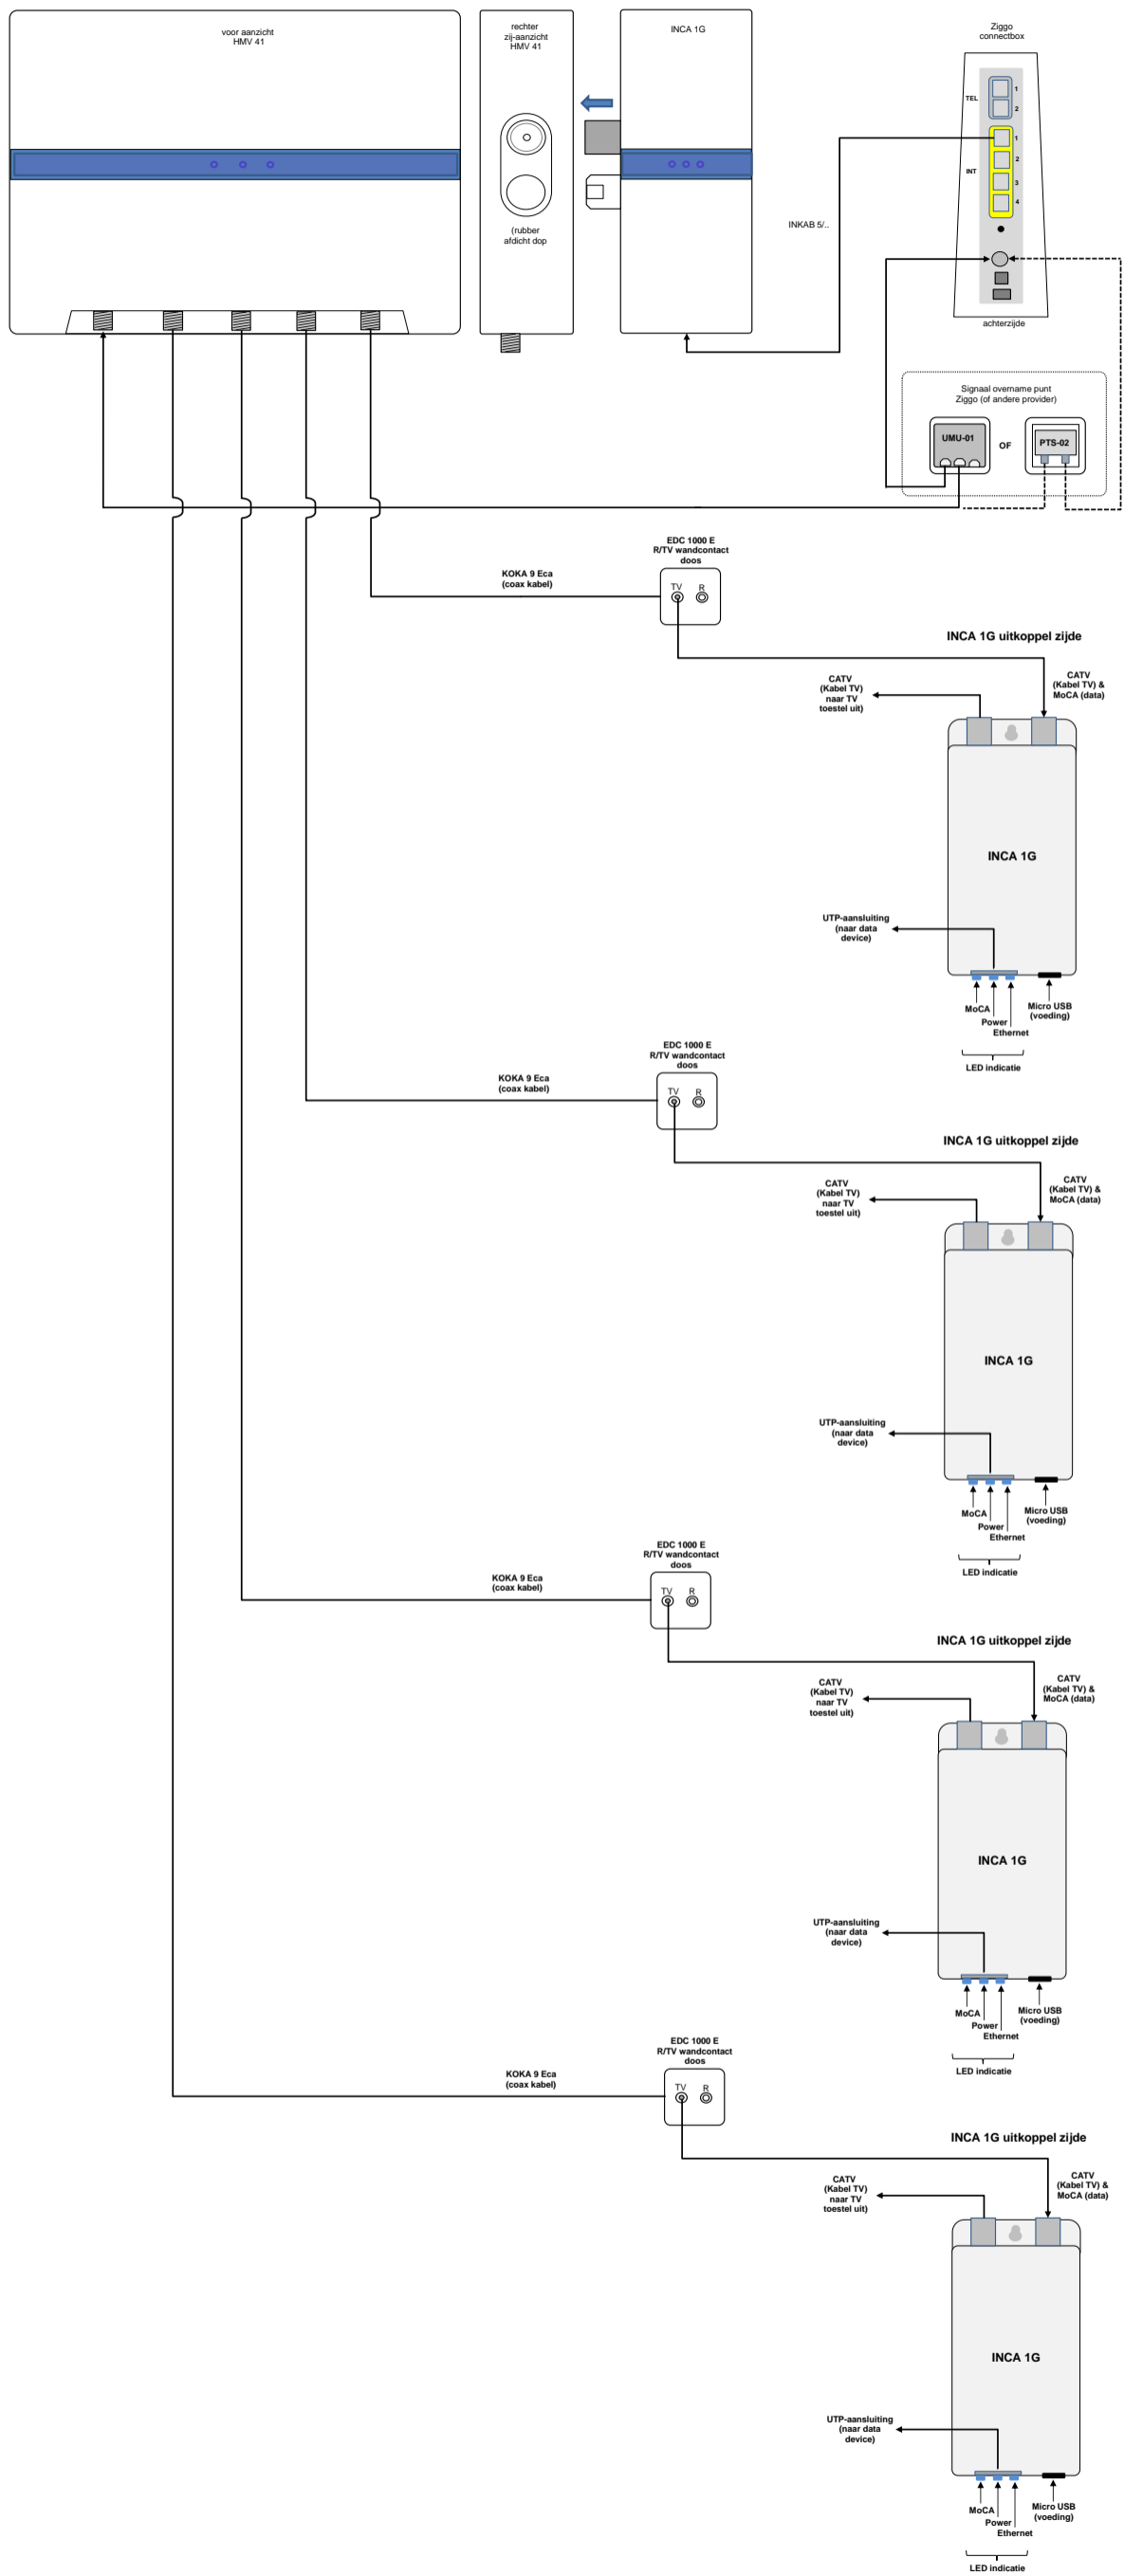 voor aanzicht
HMV 41
rechter
zij-aanzicht
HMV 41
(rubber
afdicht dop
INCA 1G
INKAB 5/..
Ziggo
connectbox
TEL
1
2
INT
1
2
3
4
achterzijde
Signaal overname punt
Ziggo (of andere provider)
UMU-01
OF
PTS-02
EDC 1000 E
R/TV wandcontact
doos
KOKA 9 Eca
(coax kabel)
TV
R
INCA 1G uitkoppel zijde
CATV
(Kabel TV)
naar TV
toestel uit)
CATV
(Kabel TV) &
MoCA (data)
INCA 1G
UTP-aansluiting
(naar data
device)
MoCA
Power
Ethernet
Micro USB
(voeding)
LED indicatie
EDC 1000 E
R/TV wandcontact
doos
KOKA 9 Eca
(coax kabel)
TV
R
INCA 1G uitkoppel zijde
CATV
(Kabel TV)
naar TV
toestel uit)
CATV
(Kabel TV) &
MoCA (data)
INCA 1G
UTP-aansluiting
(naar data
device)
MoCA
Power
Ethernet
Micro USB
(voeding)
LED indicatie
EDC 1000 E
R/TV wandcontact
doos
KOKA 9 Eca
(coax kabel)
TV
R
INCA 1G uitkoppel zijde
CATV
(Kabel TV)
naar TV
toestel uit)
CATV
(Kabel TV) &
MoCA (data)
INCA 1G
UTP-aansluiting
(naar data
device)
MoCA
Power
Ethernet
Micro USB
(voeding)
LED indicatie
EDC 1000 E
R/TV wandcontact
doos
KOKA 9 Eca
(coax kabel)
TV
R
INCA 1G uitkoppel zijde
CATV
(Kabel TV)
naar TV
toestel uit)
CATV
(Kabel TV) &
MoCA (data)
INCA 1G
UTP-aansluiting
(naar data
device)
MoCA
Power
Ethernet
Micro USB
(voeding)
LED indicatie